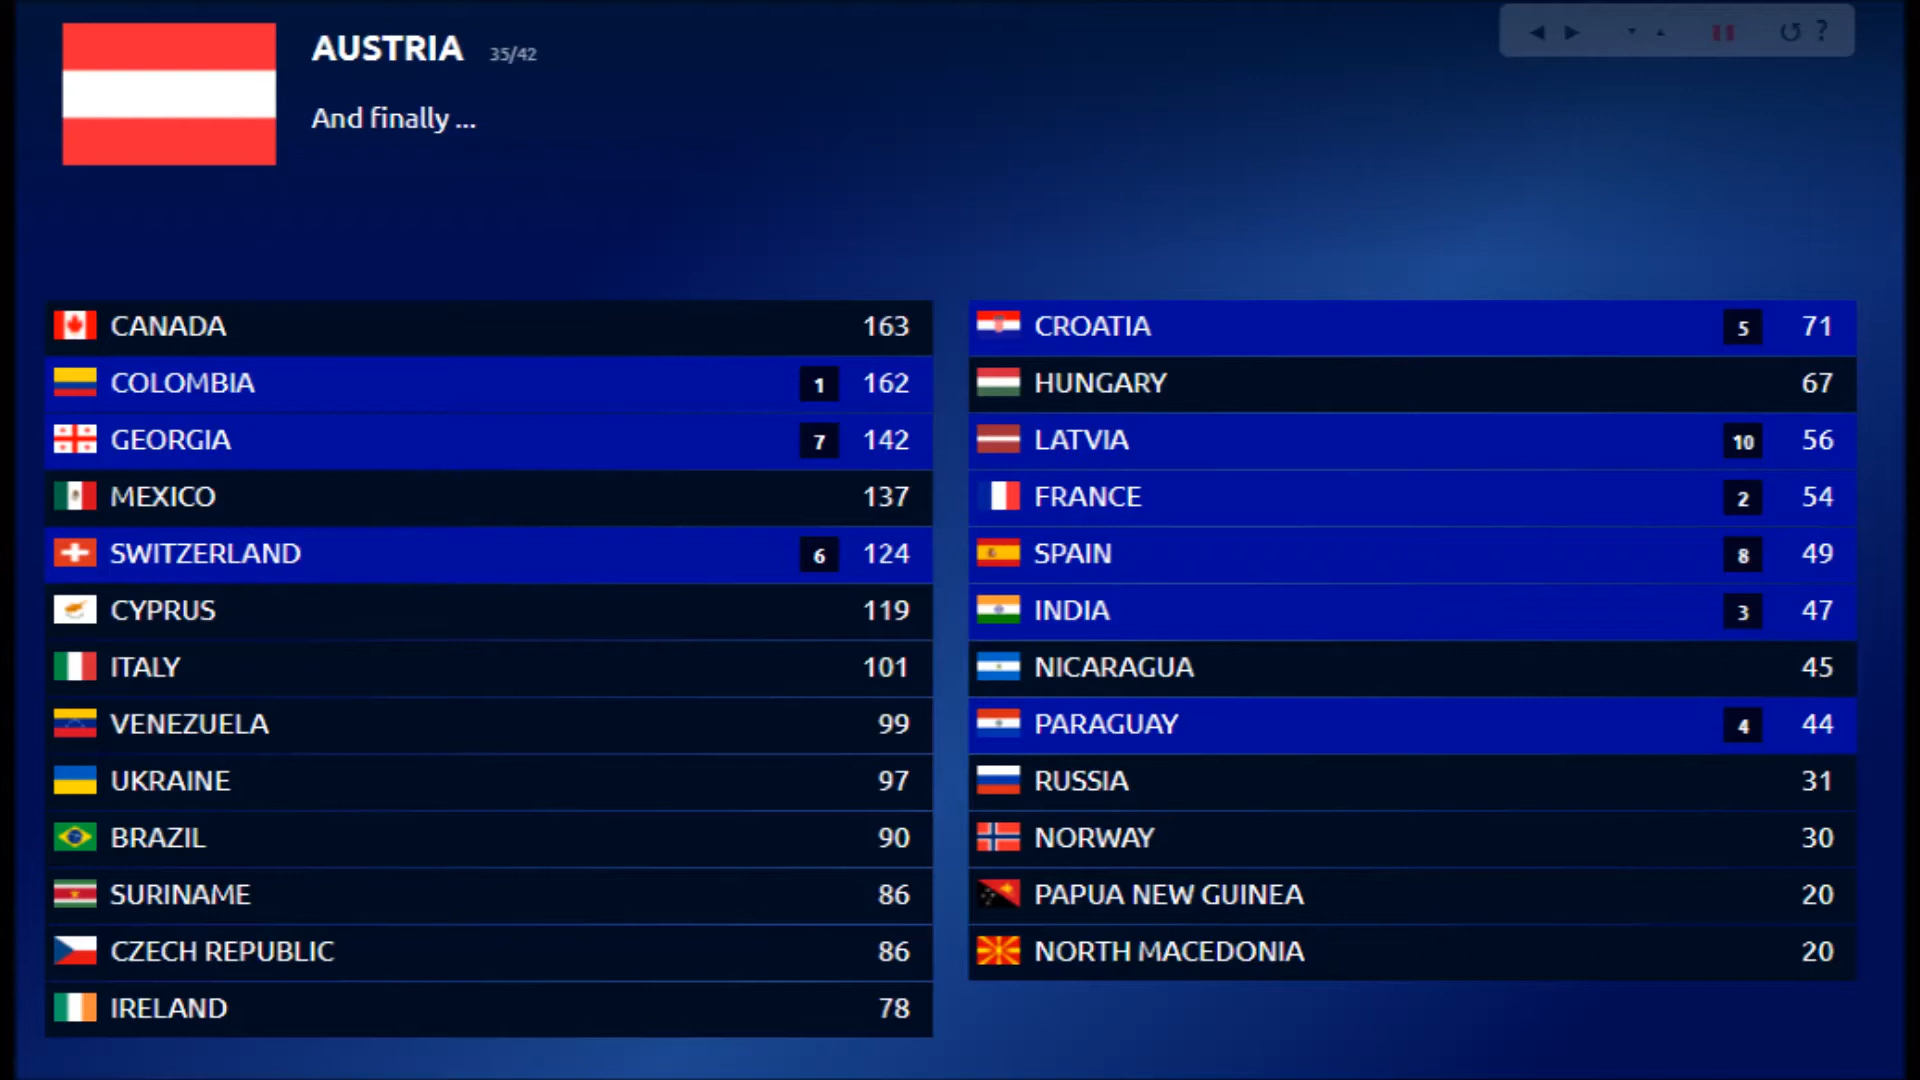 AUSTRIA 35/42
?
And finally ...
CANADA 163
COLOMBIA 1 162
GEORGIA 7 142
MEXICO 137
SWITZERLAND 6 124
CYPRUS 119
ITALY 101
VENEZUELA 99
UKRAINE 97
BRAZIL 90
SURINAME 86
CZECH REPUBLIC 86
IRELAND 78
CROATIA 5 71
HUNGARY 67
LATVIA 10 56
FRANCE 2 54
SPAIN 8 49
INDIA 3 47
NICARAGUA 45
PARAGUAY 4 44
RUSSIA 31
NORWAY 30
PAPUA NEW GUINEA 20
NORTH MACEDONIA 20